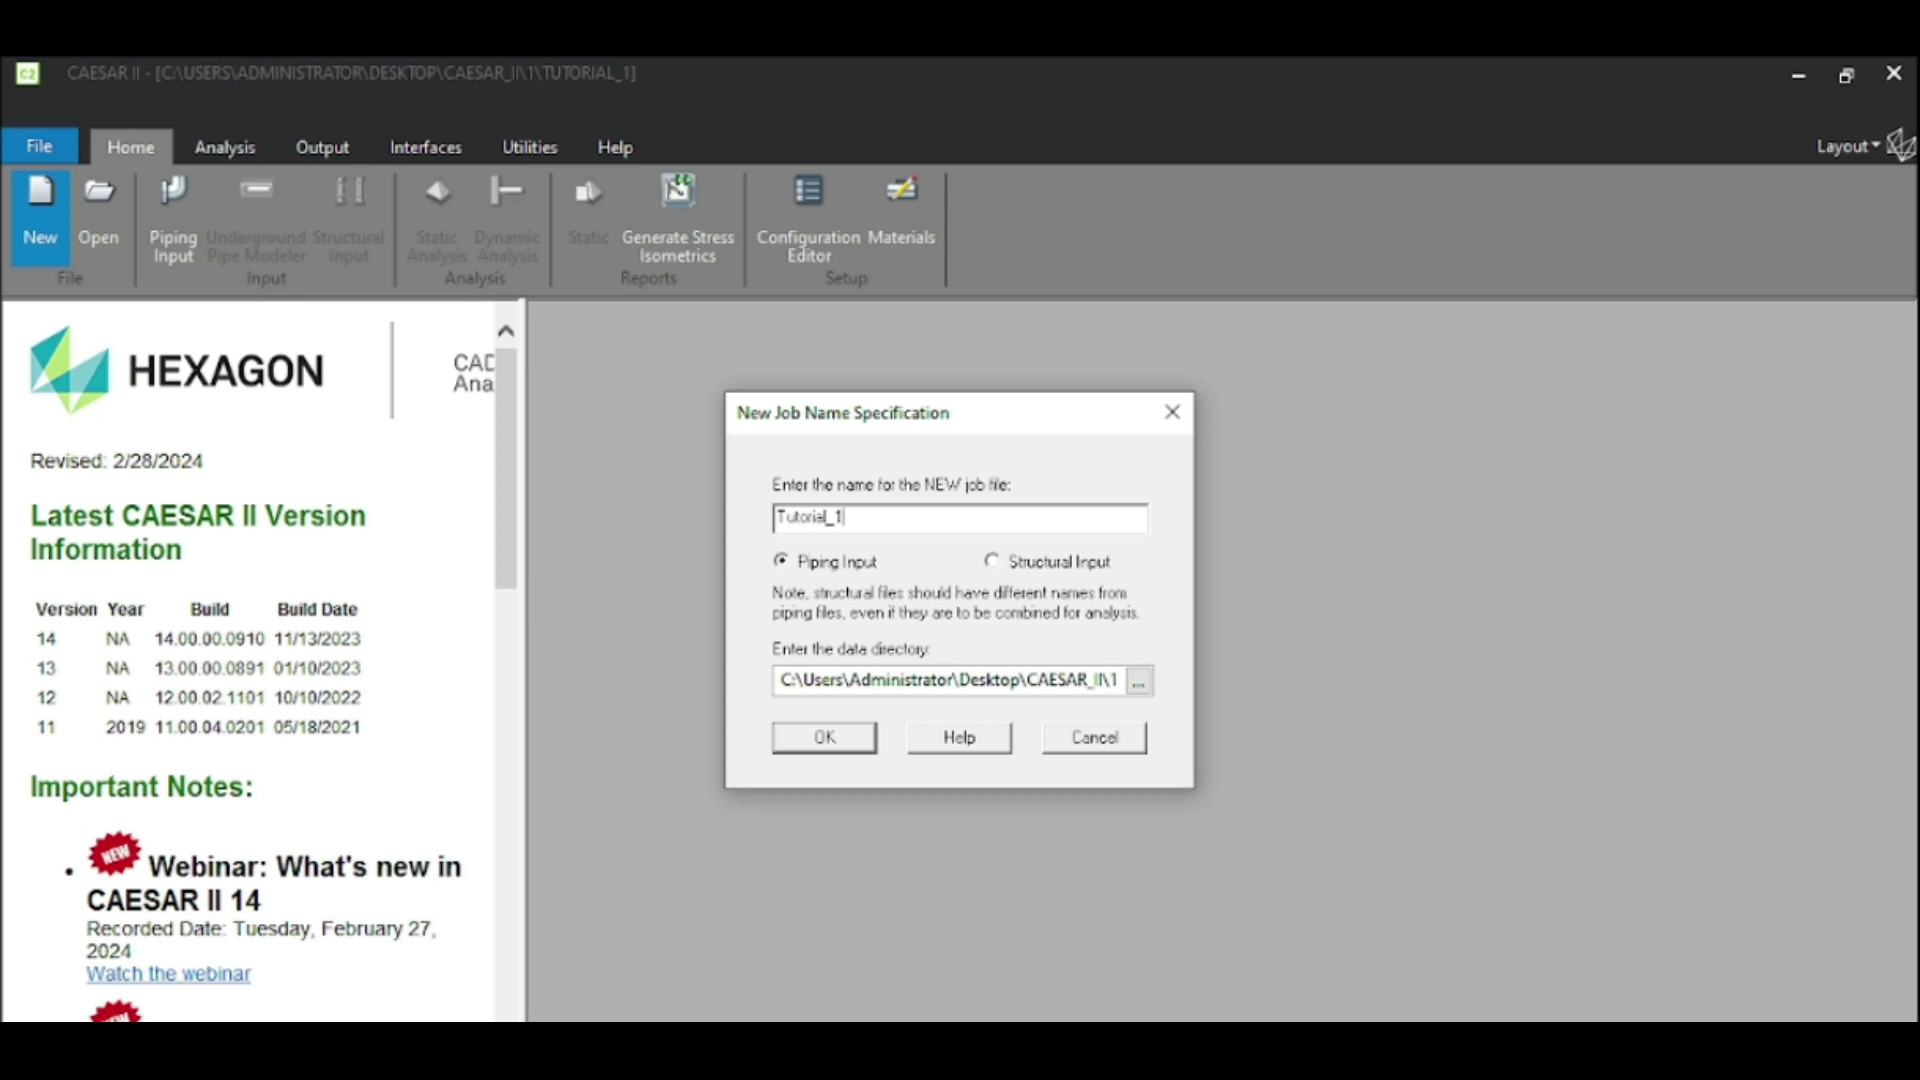 C2 CAESAR II - [C:\USERS\ADMINISTRATOR\DESKTOP\CAESAR_II\1\TUTORIAL_1]
File Home Analysis Output Interfaces Utilities Help Layout
New Open Piping Input Underground Pipe Modeler Structural Input Static Analysis Dynamic Analysis Static Generate Stress Isometrics Configuration Editor Materials
File Input Analysis Reports Setup
HEXAGON
CAD
Ana
Revised: 2/28/2024
Latest CAESAR II Version
Information
Version Year Build Build Date
14 NA 14.00.00.0910 11/13/2023
13 NA 13.00.00.0891 01/10/2023
12 NA 12.00.02.1101 10/10/2022
11 2019 11.00.04.0201 05/18/2021
Important Notes:
NEW Webinar: What's new in
CAESAR II 14
Recorded Date: Tuesday, February 27,
2024
Watch the webinar
New Job Name Specification
Enter the name for the NEW job file:
Tutorial_1
Piping Input Structural Input
Note, structural files should have different names from
piping files, even if they are to be combined for analysis.
Enter the data directory:
C:\Users\Administrator\Desktop\CAESAR_II\1 ...
OK Help Cancel